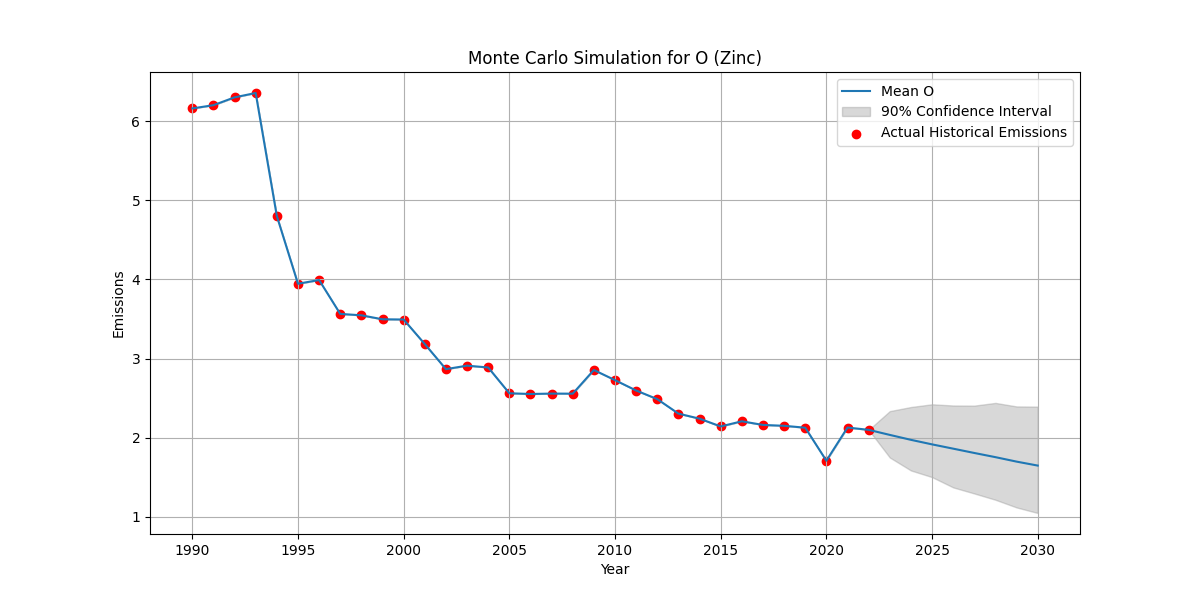 Monte Carlo Simulation for O (Zinc)
Mean O
90% Confidence Interval
Actual Historical Emissions
Emissions
6
5
4
3
2
1
1990 1995 2000 2005 2010 2015 2020 2025 2030
Year